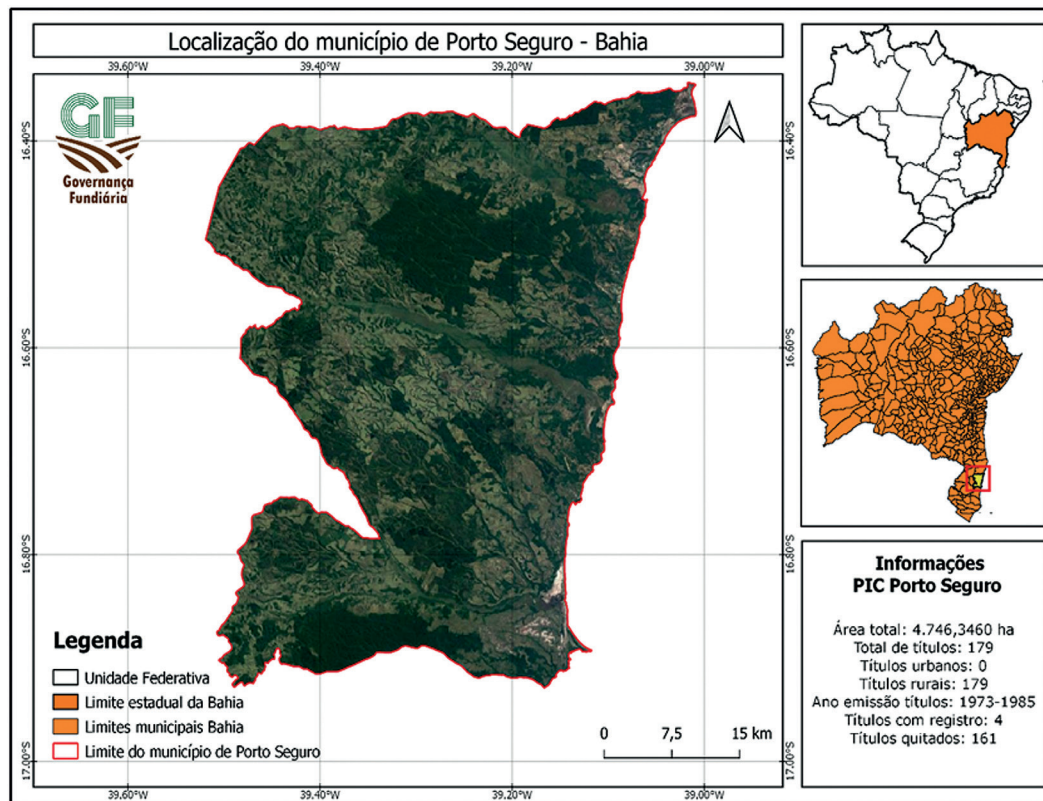 Localização do município de Porto Seguro - Bahia
39.60°W
39.40°W
39.20°W
39.00°W
GF
Governança
Fundiária
16.40°S
16.40°S
16.60°S
16.60°S
16.80°S
16.80°S
17.00°S
17.00°S
Legenda
Unidade Federativa
Limite estadual da Bahia
Limites municipais Bahia
Limite do município de Porto Seguro
0 7,5 15 km
39.60°W
39.40°W
39.20°W
39.00°W
Informações
PIC Porto Seguro
Área total: 4.746,3460 ha
Total de títulos: 179
Títulos urbanos: 0
Títulos rurais: 179
Ano emissão títulos: 1973-1985
Títulos com registro: 4
Títulos quitados: 161